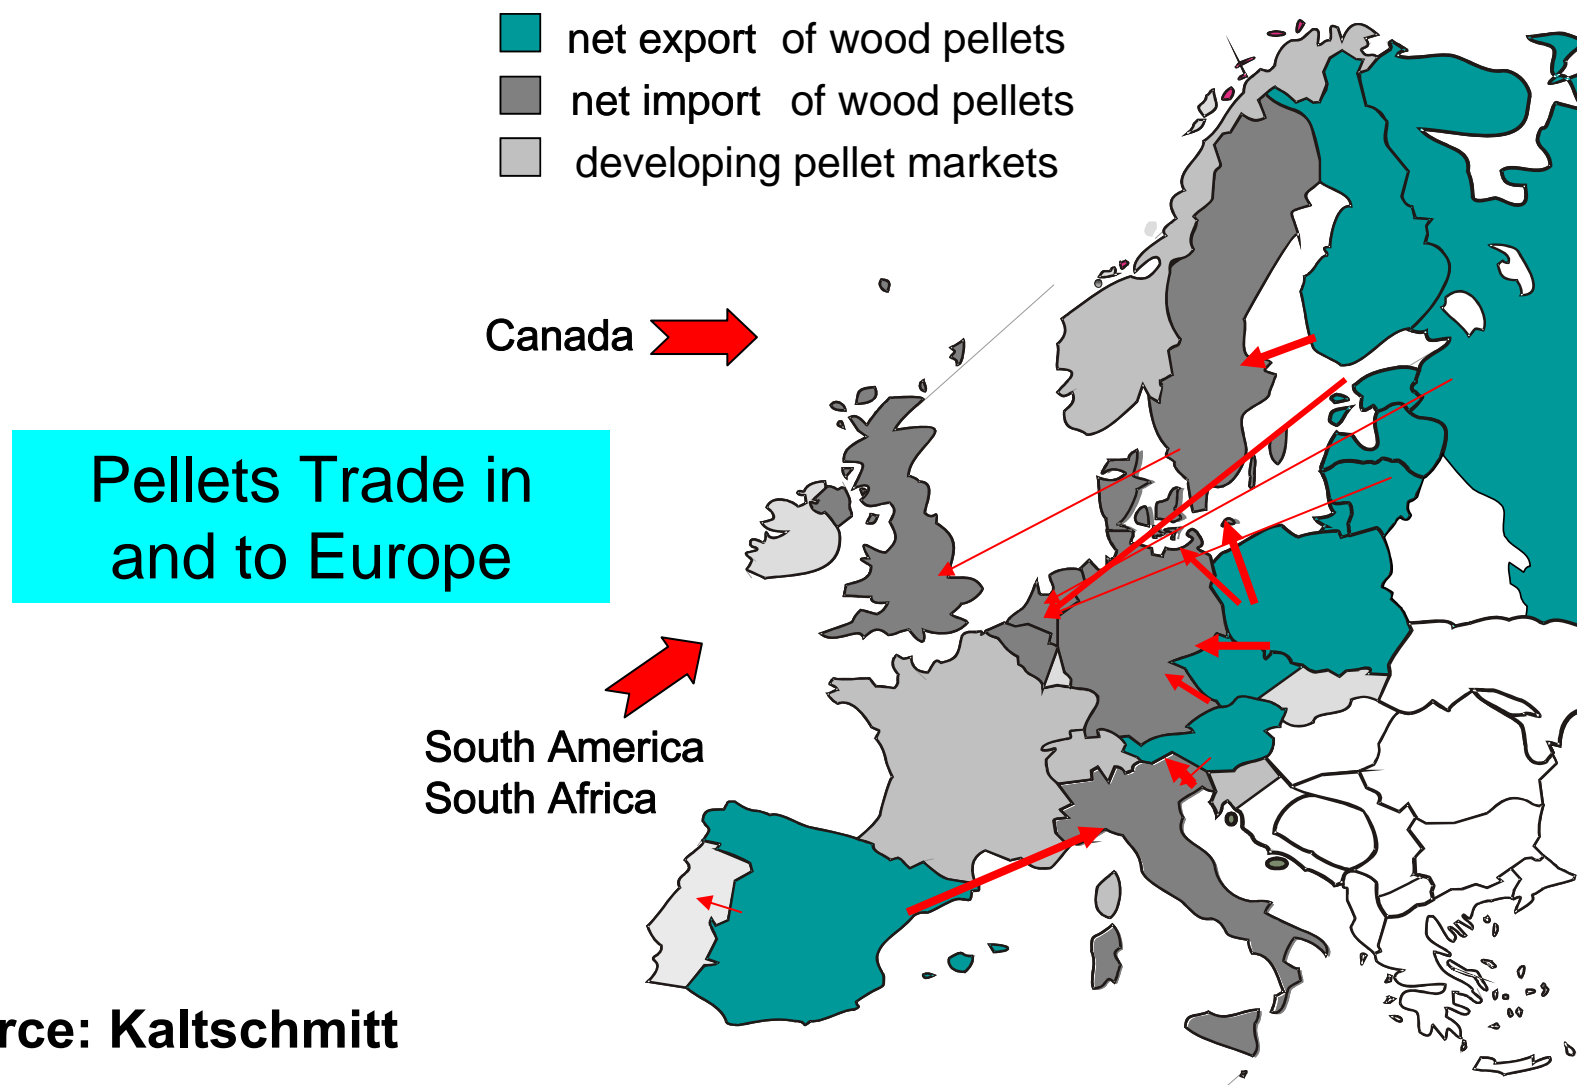 net export of wood pellets
net import of wood pellets
developing pellet markets
Canada
Pellets Trade in
and to Europe
South America
South Africa
rce: Kaltschmitt